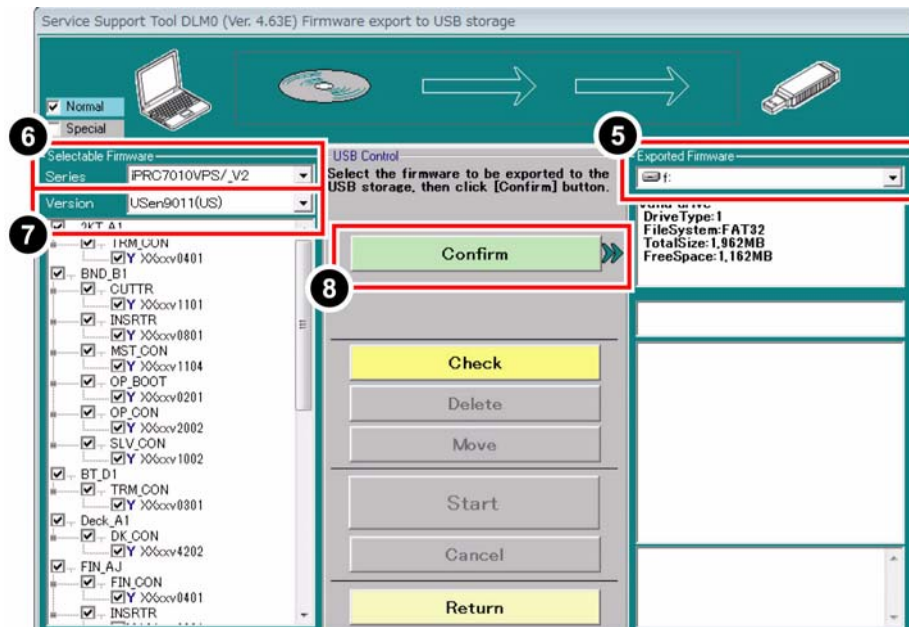 Service Support Tool DLM0 (Ver. 4.63E) Firmware export to USB storage
Normal
Special
6
5
Selectable Firmware
Series iPRC7010VPS/_V2
7
Version USen9011(US)
2KT_A1
TRM_CON
Y XXxxv0401
BND_B1
CUTTR
Y XXxxv1101
INSRTR
Y XXxxv0801
MST_CON
Y XXxxv1104
OP_BOOT
Y XXxxv0201
OP_CON
Y XXxxv2002
SLV_CON
Y XXxxv1002
BT_D1
TRM_CON
Y XXxxv0301
Deck_A1
DK_CON
Y XXxxv4202
FIN_AJ
FIN_CON
Y XXxxv0401
INSRTR
USB Control
Select the firmware to be exported to the
USB storage, then click [Confirm] button.
Confirm
8
Check
Delete
Move
Start
Cancel
Return
Exported Firmware
f:
DriveType:1
FileSystem:FAT32
TotalSize:1,962MB
FreeSpace:1,162MB